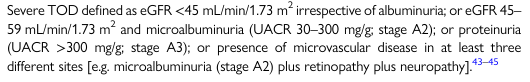 Severe TOD defined as eGFR <45 mL/min/1.73 m² irrespective of albuminuria; or eGFR 45–
59 mL/min/1.73 m² and microalbuminuria (UACR 30–300 mg/g; stage A2); or proteinuria
(UACR >300 mg/g; stage A3); or presence of microvascular disease in at least three
different sites [e.g. microalbuminuria (stage A2) plus retinopathy plus neuropathy].⁴³⁻⁴⁵